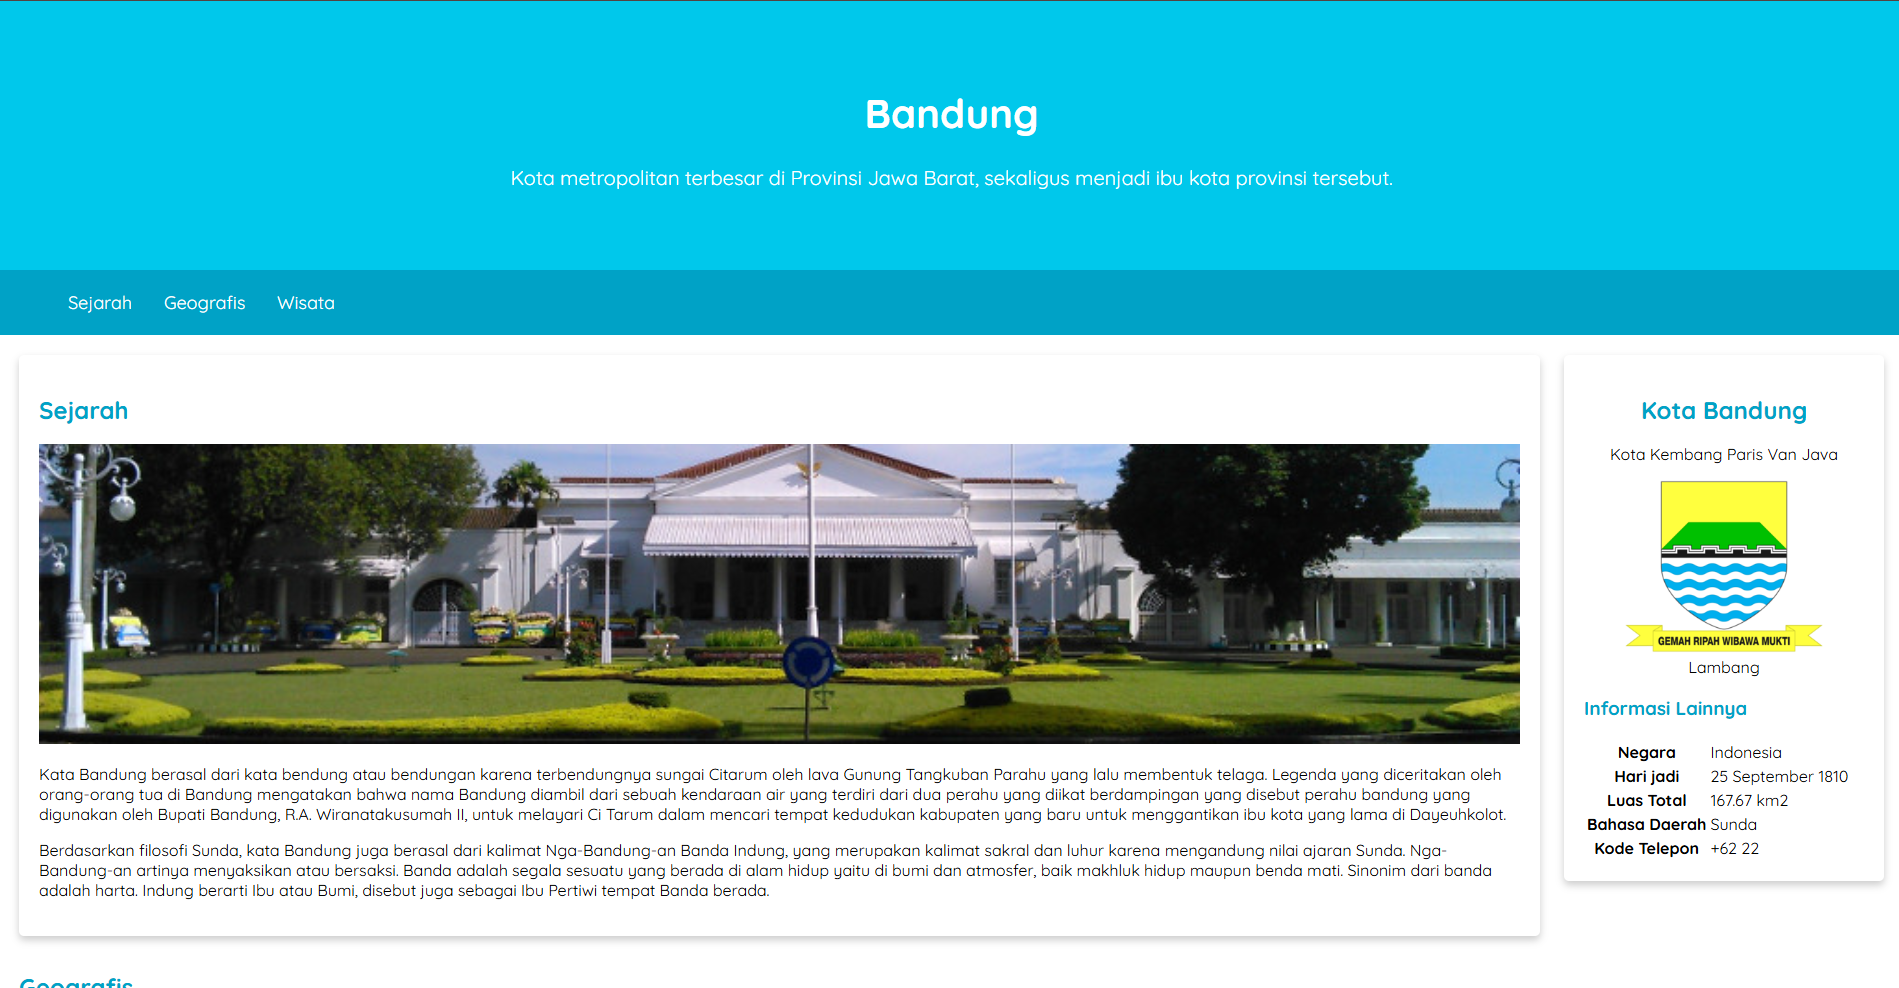 Bandung
Kota metropolitan terbesar di Provinsi Jawa Barat, sekaligus menjadi ibu kota provinsi tersebut.
Sejarah Geografis Wisata
Sejarah
Kata Bandung berasal dari kata bendung atau bendungan karena terbendungnya sungai Citarum oleh lava Gunung Tangkuban Parahu yang lalu membentuk telaga. Legenda yang diceritakan oleh
orang-orang tua di Bandung mengatakan bahwa nama Bandung diambil dari sebuah kendaraan air yang terdiri dari dua perahu yang diikat berdampingan yang disebut perahu bandung yang
digunakan oleh Bupati Bandung, R.A. Wiranatakusumah II, untuk melayari Ci Tarum dalam mencari tempat kedudukan kabupaten yang baru untuk menggantikan ibu kota yang lama di Dayeuhkolot.
Berdasarkan filosofi Sunda, kata Bandung juga berasal dari kalimat Nga-Bandung-an Banda Indung, yang merupakan kalimat sakral dan luhur karena mengandung nilai ajaran Sunda. Nga-
Bandung-an artinya menyaksikan atau bersaksi. Banda adalah segala sesuatu yang berada di alam hidup yaitu di bumi dan atmosfer, baik makhluk hidup maupun benda mati. Sinonim dari banda
adalah harta. Indung berarti Ibu atau Bumi, disebut juga sebagai Ibu Pertiwi tempat Banda berada.
Geografis
Kota Bandung
Kota Kembang Paris Van Java
GEMAH RIPAH WIBAWA MUKTI
Lambang
Informasi Lainnya
Negara Indonesia
Hari jadi 25 September 1810
Luas Total 167.67 km2
Bahasa Daerah Sunda
Kode Telepon +62 22